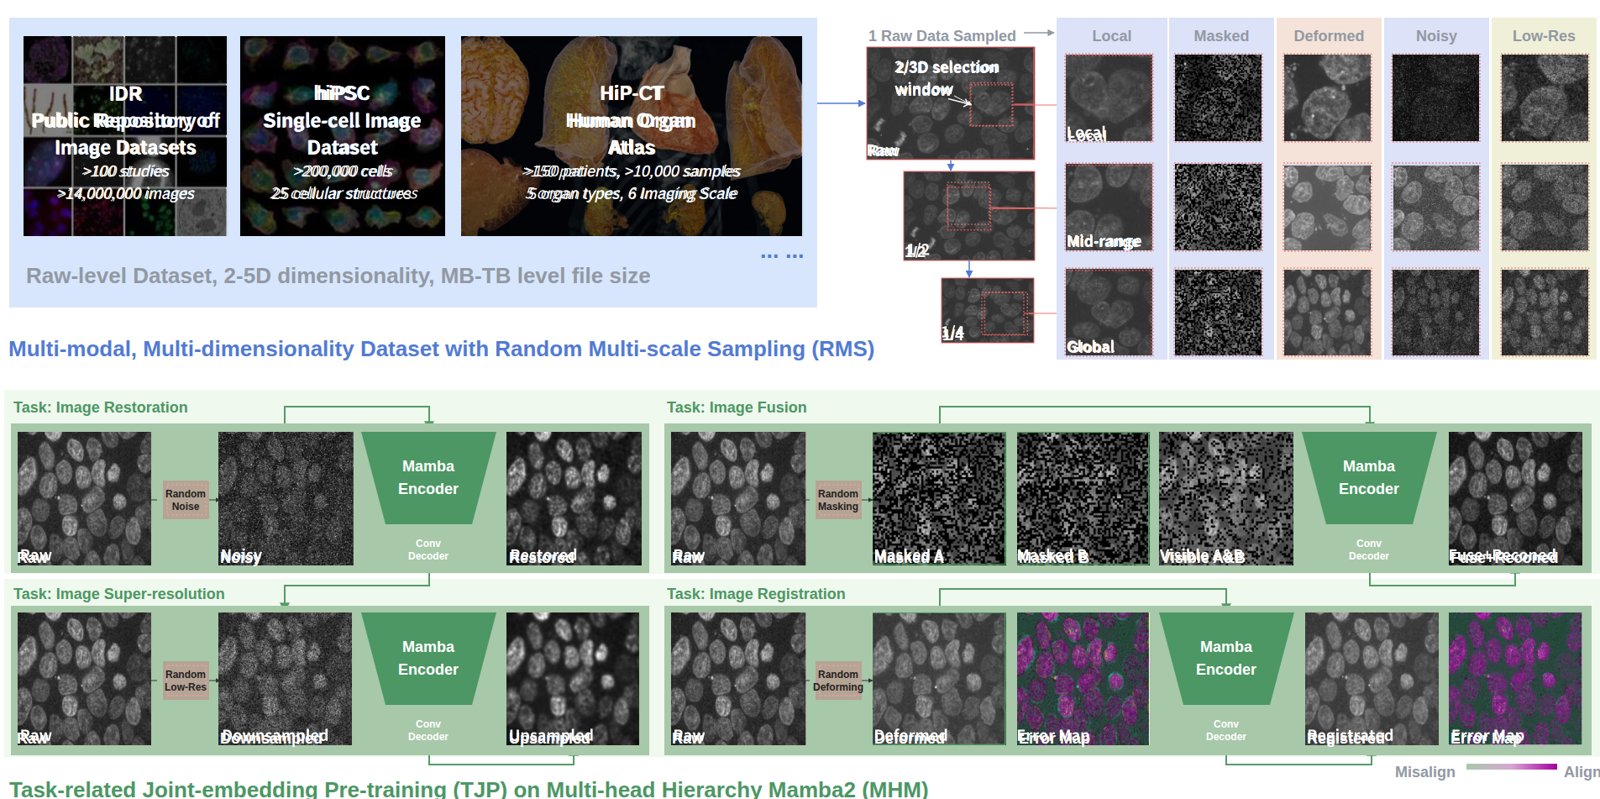 IDR
Public Repository of
Image Datasets
>100 studies
>14,000,000 images
hiPSC
Single-cell Image
Dataset
>200,000 cells
25 cellular structures
HiP-CT
Human Organ
Atlas
>150 patients, >10,000 samples
5 organ types, 6 Imaging Scale
... ...
Raw-level Dataset, 2-5D dimensionality, MB-TB level file size
Multi-modal, Multi-dimensionality Dataset with Random Multi-scale Sampling (RMS)
1 Raw Data Sampled
2/3D selection
window
Raw
1/2
1/4
Local
Masked
Deformed
Noisy
Low-Res
Local
Mid-range
Global
Task: Image Restoration
Raw
Random
Noise
Noisy
Mamba
Encoder
Conv
Decoder
Restored
Task: Image Fusion
Raw
Random
Masking
Masked A
Masked B
Visible A&B
Mamba
Encoder
Conv
Decoder
Fuse+Reconed
Task: Image Super-resolution
Raw
Random
Low-Res
Downsampled
Mamba
Encoder
Conv
Decoder
Upsampled
Task: Image Registration
Raw
Random
Deforming
Deformed
Error Map
Mamba
Encoder
Conv
Decoder
Registered
Error Map
Misalign
Align
Task-related Joint-embedding Pre-training (TJP) on Multi-head Hierarchy Mamba2 (MHM)